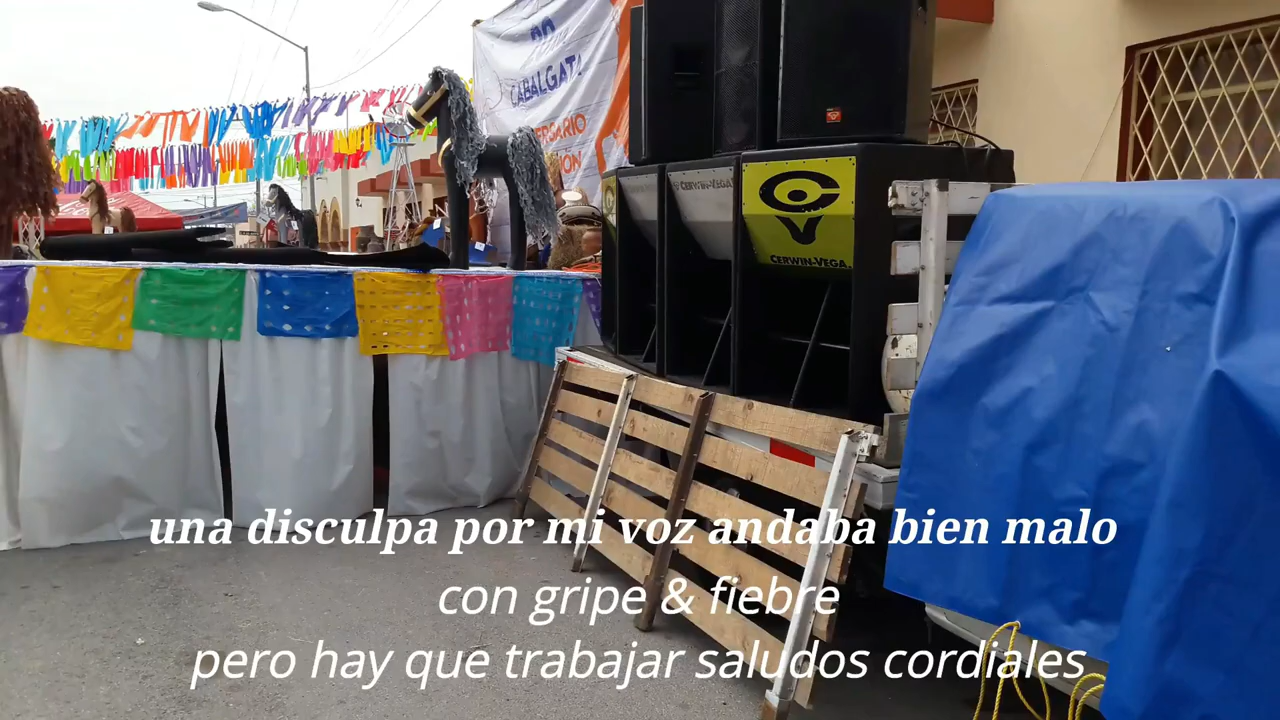 CABALGATA
CERWIN-VEGA
CERWIN-VEGA
una disculpa por mi voz andaba bien malo
con gripe & fiebre
pero hay que trabajar saludos cordiales